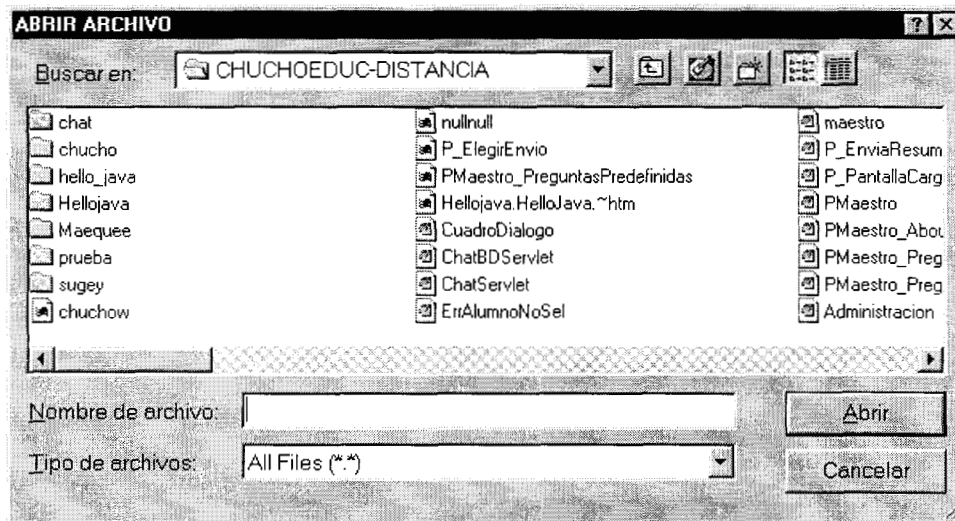 ABRIR ARCHIVO
Buscar en: CHUCHOEDUC-DISTANCIA
chat
chucho
hello_java
Hellojava
Maequee
prueba
sugey
chuchow
nullnull
P_ElegirEnvio
PMaestro_PreguntasPredefinidas
Hellojava.HelloJava.~htm
CuadroDialogo
ChatBDServlet
ChatServlet
ErrAlumnoNoSel
maestro
P_EnviaResum
P_PantallaCarg
PMaestro
PMaestro_Abou
PMaestro_Preg
PMaestro_Preg
Administracion
Nombre de archivo:
Abrir
Tipo de archivos: All Files (*.*)
Cancelar